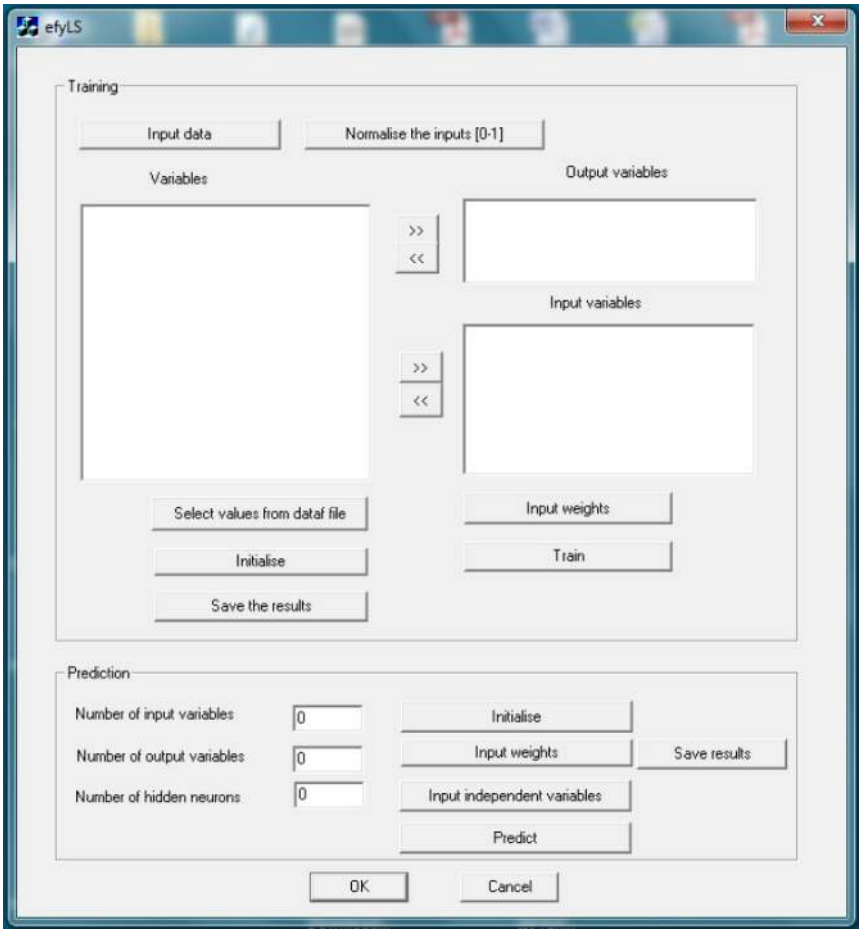 efyLS
Training
Input data
Normalise the inputs [0-1]
Variables
Output variables
>>
<<
Input variables
>>
<<
Select values from dataf file
Input weights
Initialise
Train
Save the results
Prediction
Number of input variables
0
Initialise
Number of output variables
0
Input weights
Save results
Number of hidden neurons
0
Input independent variables
Predict
OK
Cancel